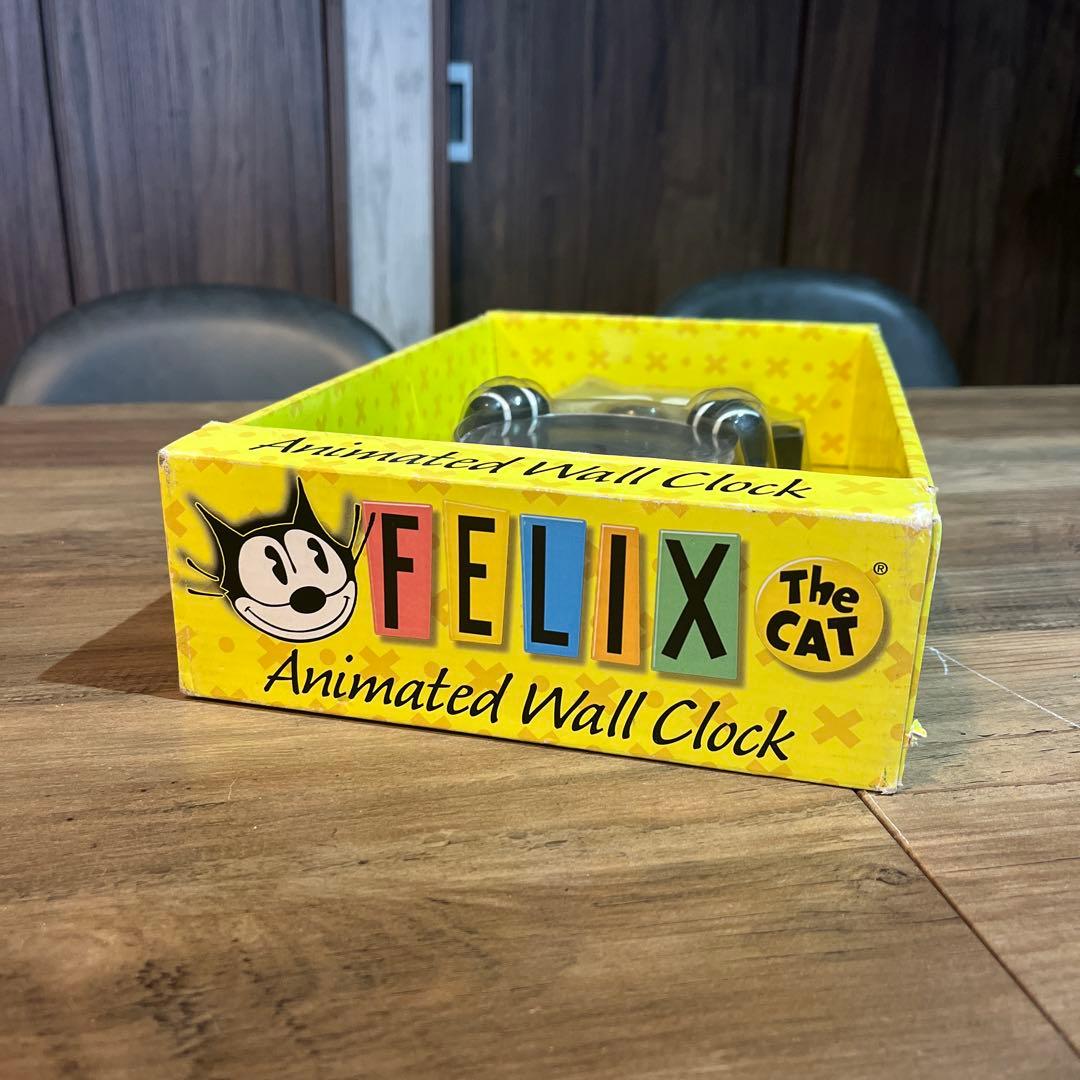 Animated Wall Clock
FELIX
The
CAT
®
Animated Wall Clock